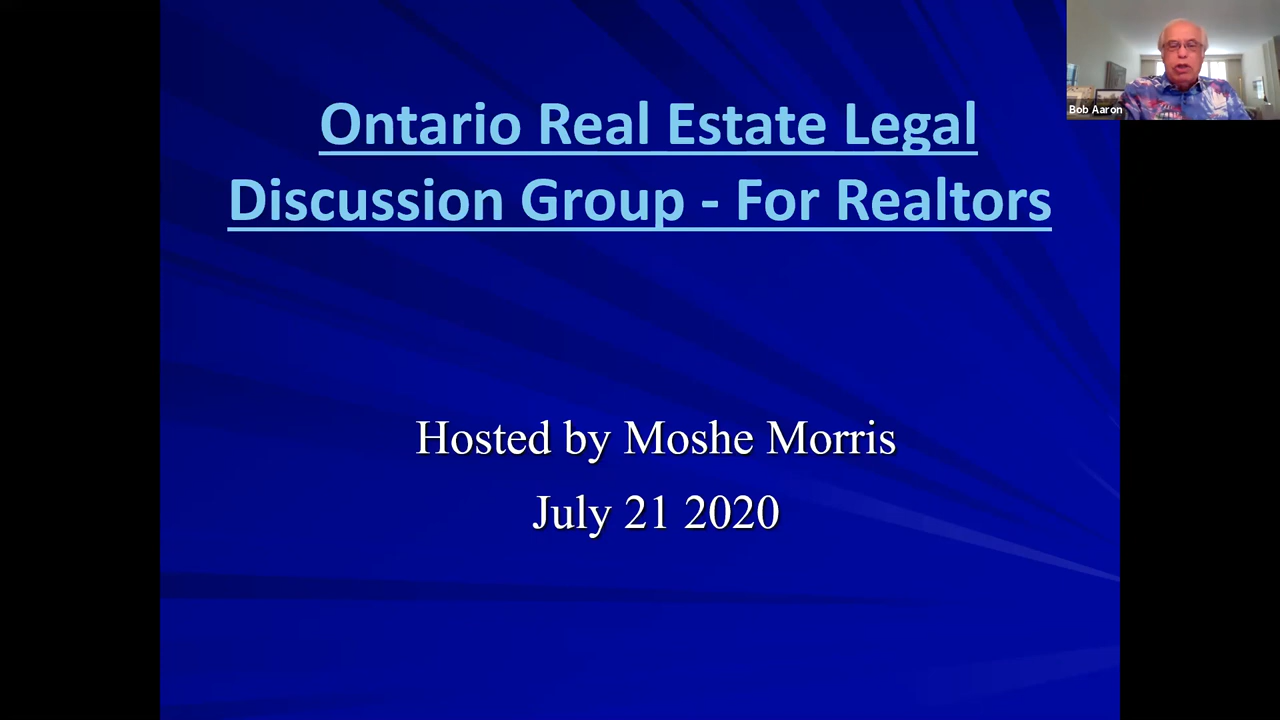 Ontario Real Estate Legal
Discussion Group - For Realtors
Hosted by Moshe Morris
July 21 2020
Bob Aaron